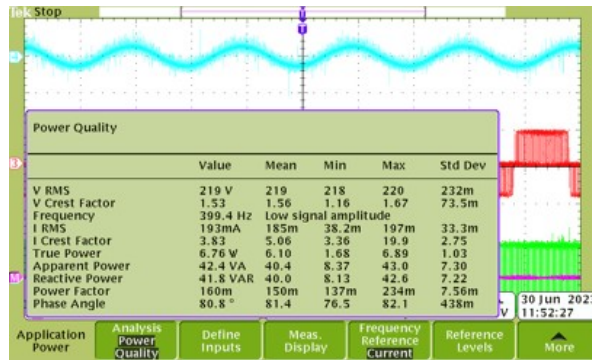 Tek Stop
Power Quality
Value Mean Min Max Std Dev
V RMS 219 V 219 218 220 232m
V Crest Factor 1.53 1.56 1.16 1.67 73.5m
Frequency 399.4 Hz Low signal amplitude
I RMS 193mA 185m 38.2m 197m 33.3m
I Crest Factor 3.83 5.06 3.36 19.9 2.75
True Power 6.76 W 6.10 1.68 6.89 1.03
Apparent Power 42.4 VA 40.4 8.37 43.0 7.30
Reactive Power 41.8 VAR 40.0 8.13 42.6 7.22
Power Factor 160m 150m 137m 234m 7.56m
Phase Angle 80.8 ° 81.4 76.5 82.1 438m
V
30 Jun 202
11:52:27
Application Power
Analysis Power Quality
Define Inputs
Meas. Display
Frequency Reference Current
Reference Levels
More